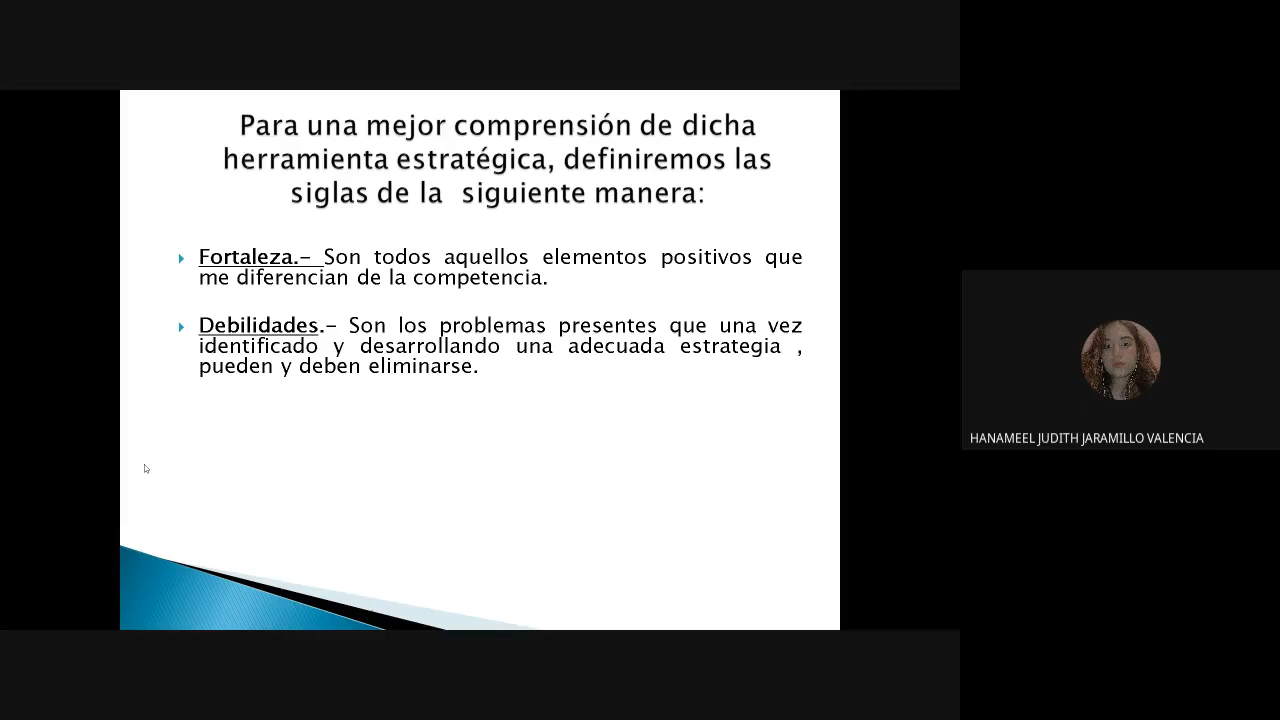 Para una mejor comprensión de dicha
herramienta estratégica, definiremos las
siglas de la siguiente manera:
Fortaleza.- Son todos aquellos elementos positivos que
me diferencian de la competencia.
Debilidades.- Son los problemas presentes que una vez
identificado y desarrollando una adecuada estrategia ,
pueden y deben eliminarse.
HANAMEEL JUDITH JARAMILLO VALENCIA